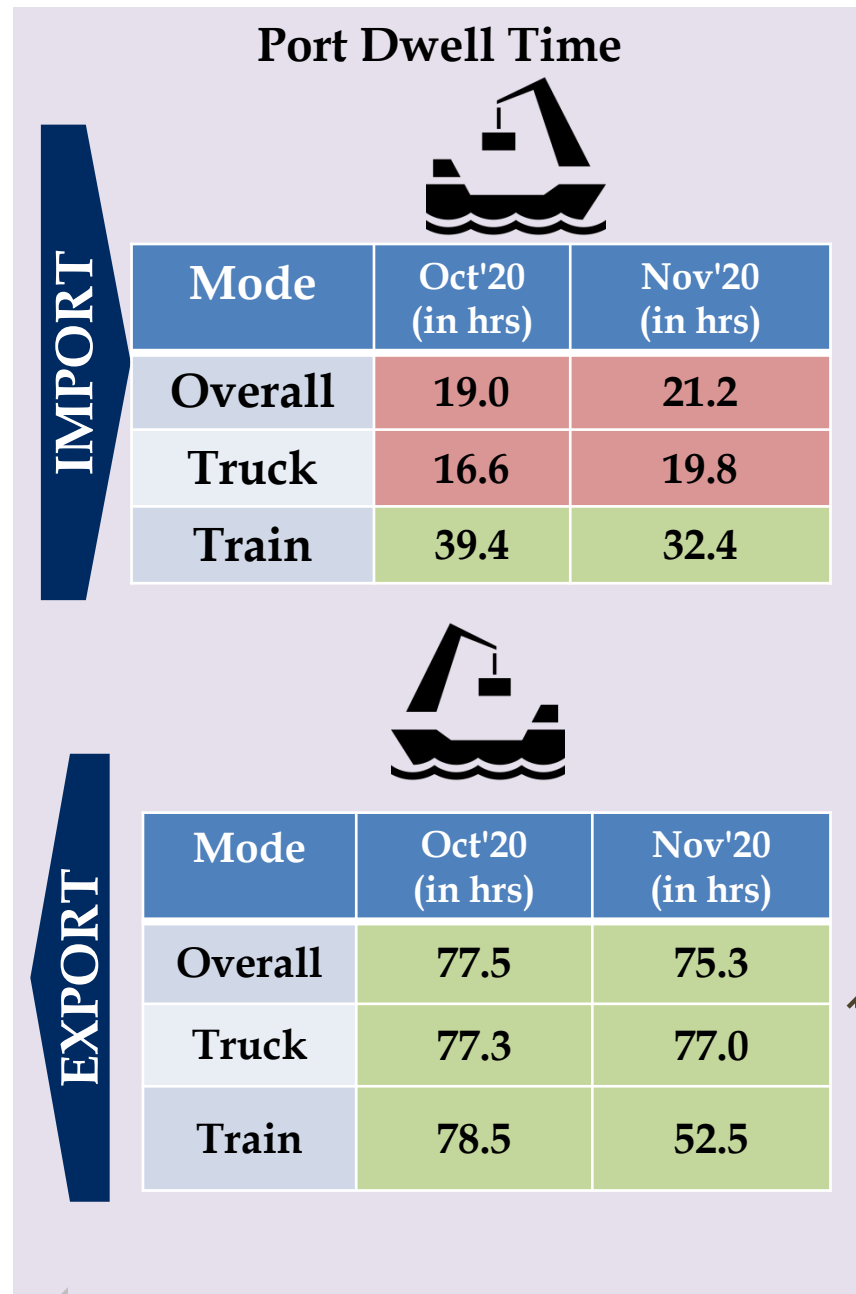 Port Dwell Time
IMPORT
Mode Oct'20 Nov'20
(in hrs) (in hrs)
Overall 19.0 21.2
Truck 16.6 19.8
Train 39.4 32.4
EXPORT
Mode Oct'20 Nov'20
(in hrs) (in hrs)
Overall 77.5 75.3
Truck 77.3 77.0
Train 78.5 52.5